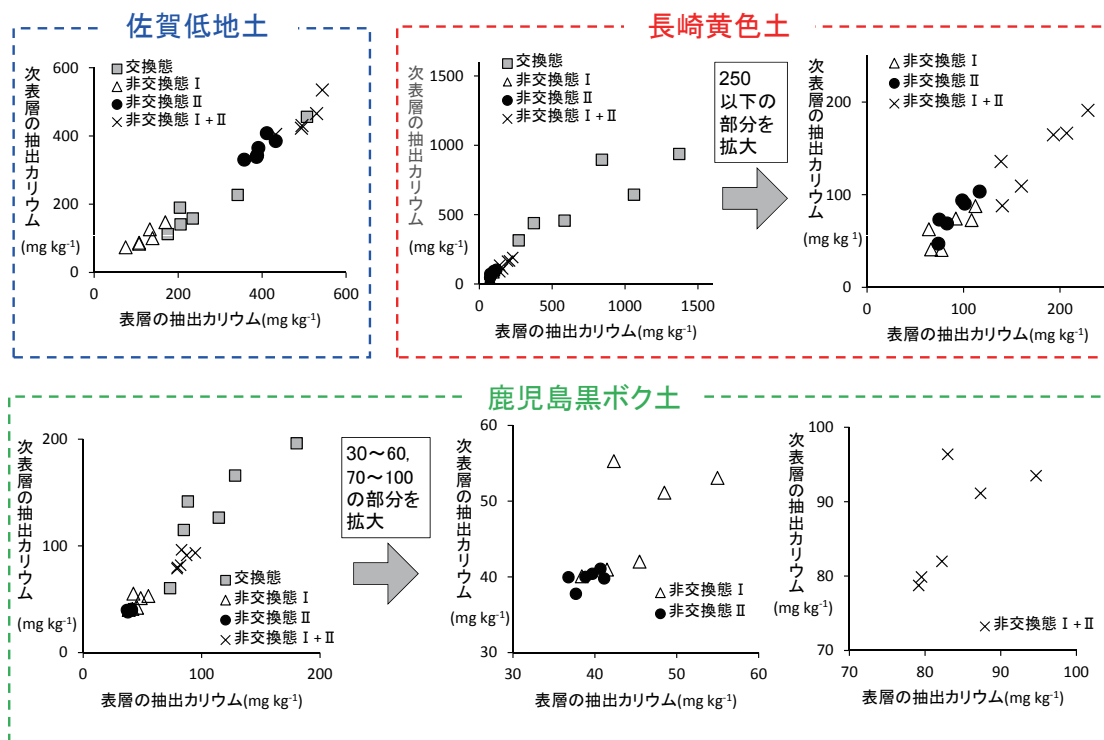 佐賀低地土
次表層の抽出カリウム
(mg kg⁻¹)
600
400
200
0
交換態
非交換態Ⅰ
非交換態Ⅱ
非交換態Ⅰ+Ⅱ
0 200 400 600
表層の抽出カリウム(mg kg⁻¹)
長崎黄色土
次表層の抽出カリウム
(mg kg⁻¹)
1500
1000
500
0
交換態
非交換態Ⅰ
非交換態Ⅱ
非交換態Ⅰ+Ⅱ
0 500 1000 1500
表層の抽出カリウム(mg kg⁻¹)
250
以下の
部分を
拡大
次表層の抽出カリウム
(mg kg⁻¹)
200
100
0
非交換態Ⅰ
非交換態Ⅱ
非交換態Ⅰ+Ⅱ
0 100 200
表層の抽出カリウム(mg kg⁻¹)
鹿児島黒ボク土
次表層の抽出カリウム
(mg kg⁻¹)
200
100
0
交換態
非交換態Ⅰ
非交換態Ⅱ
非交換態Ⅰ+Ⅱ
0 100 200
表層の抽出カリウム(mg kg⁻¹)
30～60,
70～100
の部分を
拡大
次表層の抽出カリウム
(mg kg⁻¹)
60
50
40
30
非交換態Ⅰ
非交換態Ⅱ
30 40 50 60
表層の抽出カリウム(mg kg⁻¹)
次表層の抽出カリウム
(mg kg⁻¹)
100
90
80
70
非交換態Ⅰ+Ⅱ
70 80 90 100
表層の抽出カリウム(mg kg⁻¹)